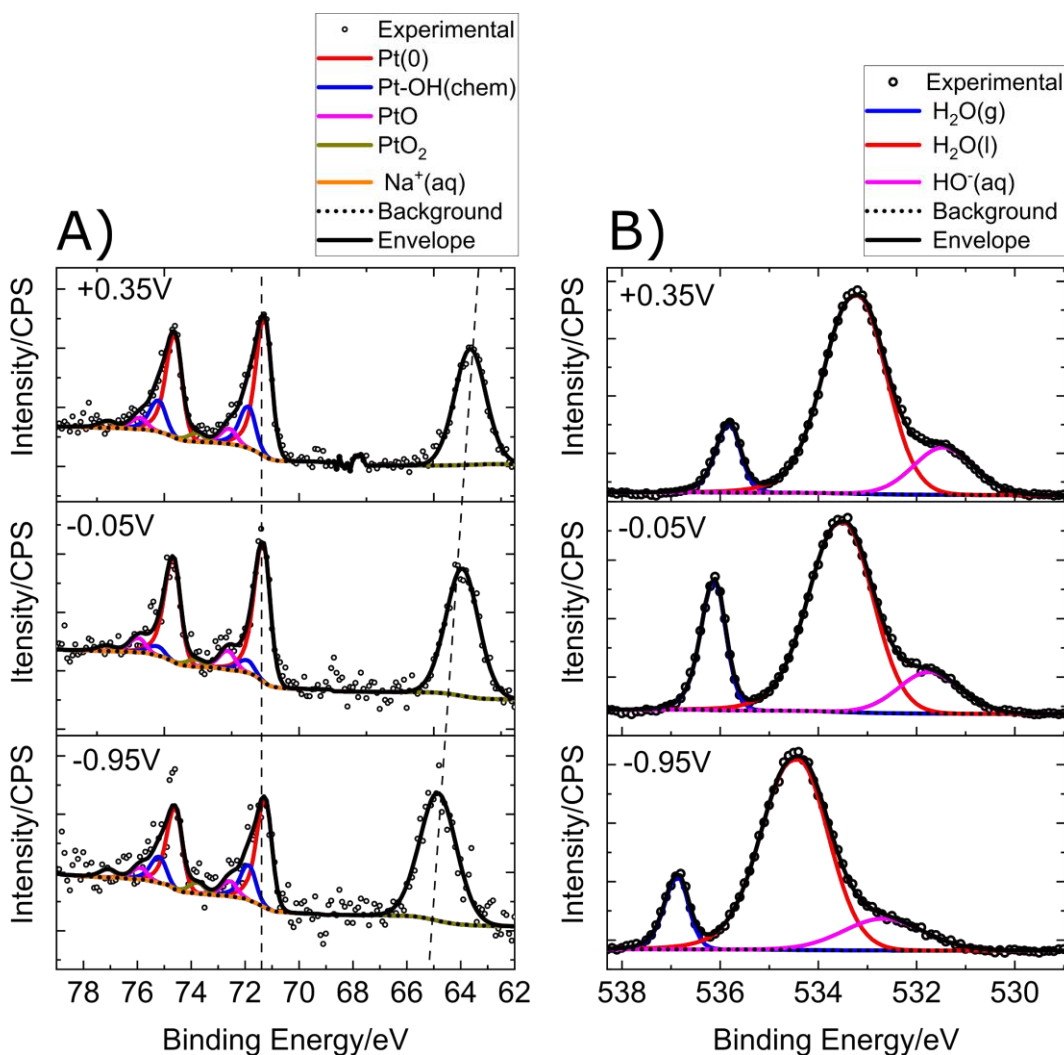 Experimental
Pt(0)
Pt-OH(chem)
PtO
PtO₂
Na⁺(aq)
Background
Envelope
Experimental
H₂O(g)
H₂O(l)
HO⁻(aq)
Background
Envelope
A)
B)
+0.35V
Intensity/CPS
-0.05V
Itensity/CPS
-0.95V
Intensity/CPS
78 76 74 72 70 68 66 64 62
Binding Energy/eV
+0.35V
Intensity/CPS
-0.05V
Intensity/CPS
-0.95V
Intensity/CPS
538 536 534 532 530
Binding Energy/eV